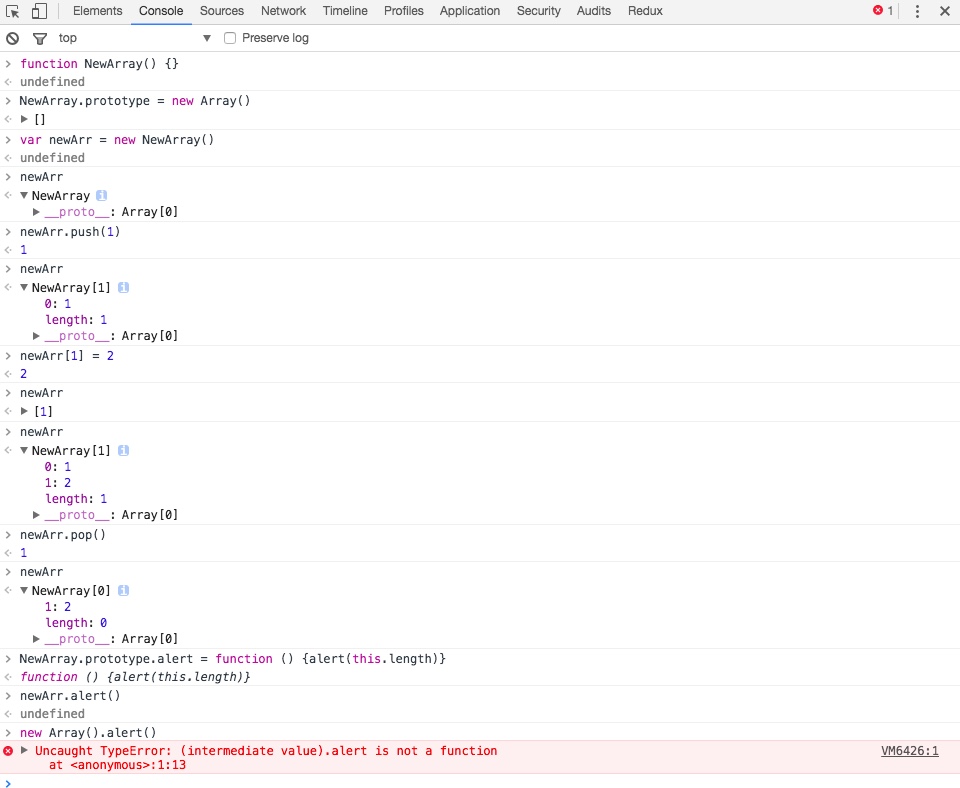 Elements Console Sources Network Timeline Profiles Application Security Audits Redux 1
top Preserve log
function NewArray() {}
undefined
NewArray.prototype = new Array()
[]
var newArr = new NewArray()
undefined
newArr
NewArray i
__proto__: Array[0]
newArr.push(1)
1
newArr
NewArray[1] i
0: 1
length: 1
__proto__: Array[0]
newArr[1] = 2
2
newArr
[1]
newArr
NewArray[1] i
0: 1
1: 2
length: 1
__proto__: Array[0]
newArr.pop()
1
newArr
NewArray[0] i
1: 2
length: 0
__proto__: Array[0]
NewArray.prototype.alert = function () {alert(this.length)}
function () {alert(this.length)}
newArr.alert()
undefined
new Array().alert()
Uncaught TypeError: (intermediate value).alert is not a function VM6426:1
at <anonymous>:1:13